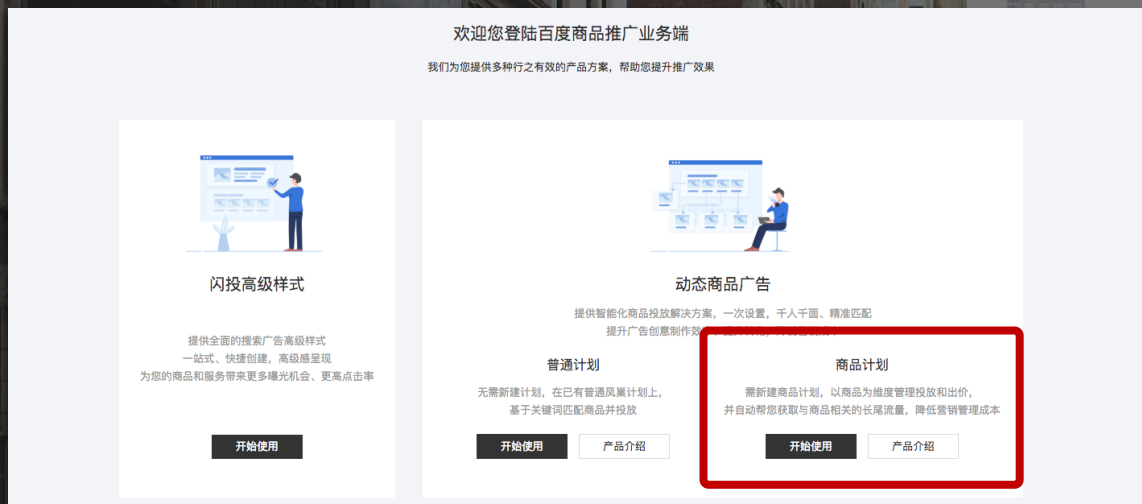 欢迎您登陆百度商品推广业务端
我们为您提供多种行之有效的产品方案，帮助您提升推广效果
闪投高级样式
提供全面的搜索广告高级样式
一站式、快捷创建，高级感呈现
为您的商品和服务带来更多曝光机会、更高点击率
开始使用
动态商品广告
提供智能化商品投放解决方案，一次设置，千人千面、精准匹配
提升广告创意制作效
普通计划
无需新建计划，在已有普通凤巢计划上，
基于关键词匹配商品并投放
开始使用
产品介绍
商品计划
需新建商品计划，以商品为维度管理投放和出价，
并自动帮您获取与商品相关的长尾流量，降低营销管理成本
开始使用
产品介绍